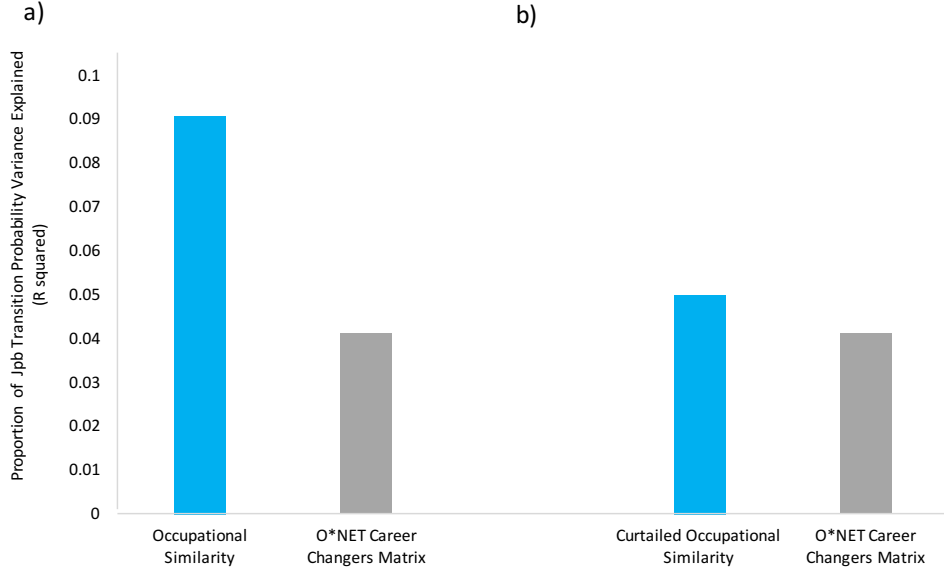 a)
b)
Proportion of Jpb Transition Probability Variance Explained
(R squared)
0.1
0.09
0.08
0.07
0.06
0.05
0.04
0.03
0.02
0.01
0
Occupational
Similarity
O*NET Career
Changers Matrix
Curtailed Occupational
Similarity
O*NET Career
Changers Matrix